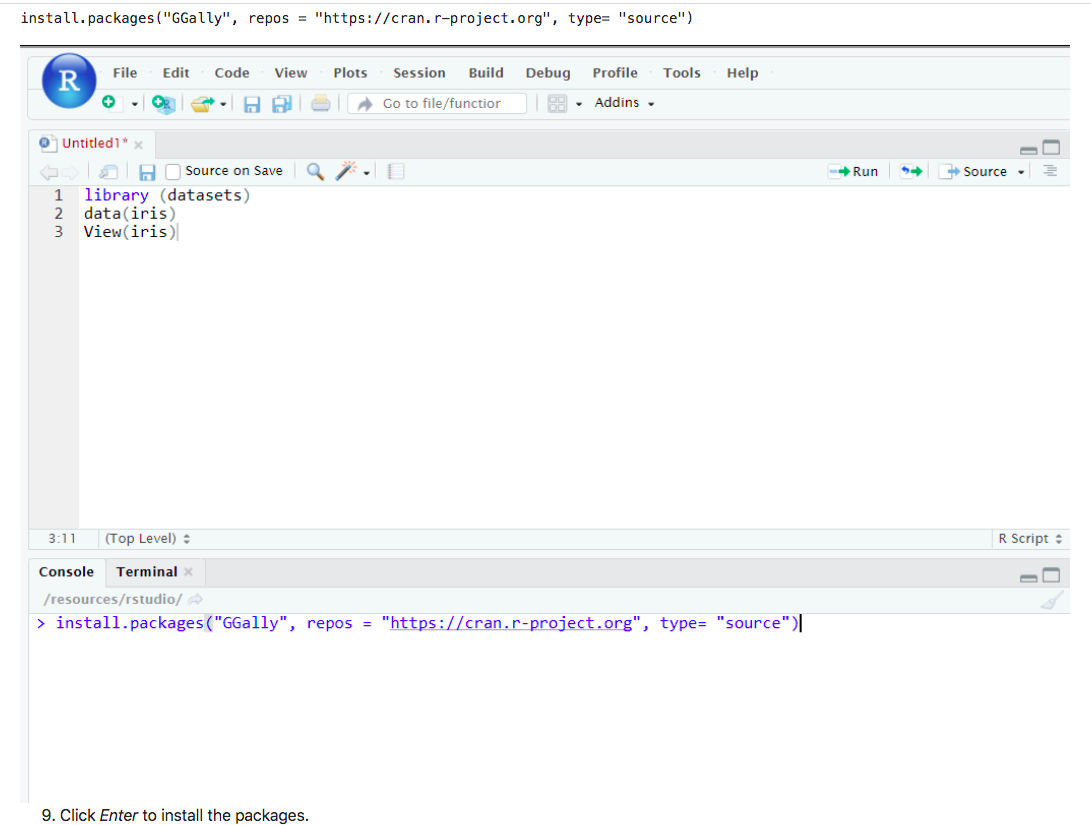 install.packages("GGally", repos = "https://cran.r-project.org", type= "source")
R File Edit Code View Plots Session Build Debug Profile Tools Help
R Go to file/functior Addins
R Untitled1* ×
Source on Save Run Source
1 library (datasets)
2 data(iris)
3 View(iris)
3:11 (Top Level) R Script
Console Terminal ×
/resources/rstudio/
> install.packages("GGally", repos = "https://cran.r-project.org", type= "source")
9. Click Enter to install the packages.